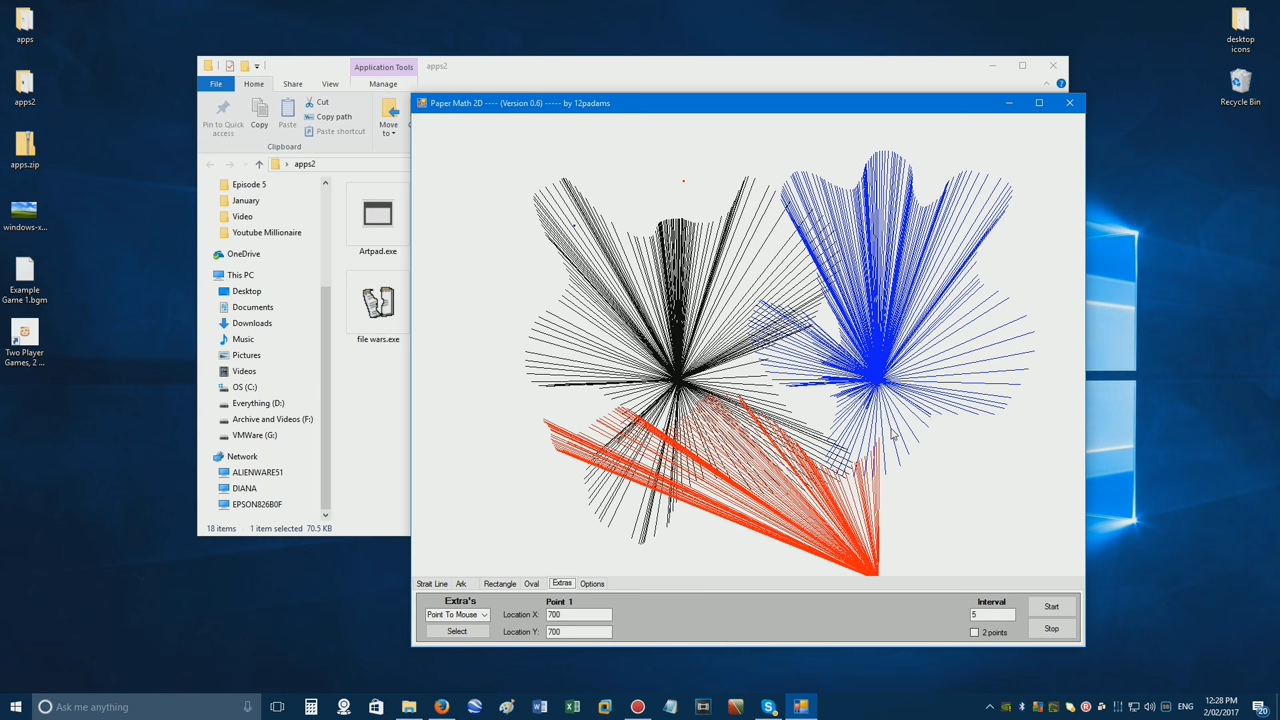 apps
apps2
apps.zip
windows-x...
Example
Game 1.bgm
Two Player
Games, 2 ...
desktop
icons
Recycle Bin
Application Tools
apps2
File
Home
Share
View
Manage
Pin to Quick
access
Copy
Paste
Cut
Copy path
Paste shortcut
Move
to
Clipboard
apps2
Episode 5
January
Video
Youtube Millionaire
OneDrive
This PC
Desktop
Documents
Downloads
Music
Pictures
Videos
OS (C:)
Everything (D:)
Archive and Videos (F:)
VMWare (G:)
Network
ALIENWARE51
DIANA
EPSON826B0F
18 items
1 item selected 70.5 KB
Artpad.exe
file wars.exe
Paper Math 2D ---- (Version 0.6) ----- by 12padams
Strait Line
Ark
Rectangle
Oval
Extras
Options
Extra's
Point To Mouse
Select
Point 1
Location X:
700
Location Y:
700
Interval
5
2 points
Start
Stop
Ask me anything
ENG
12:28 PM
2/02/2017
20